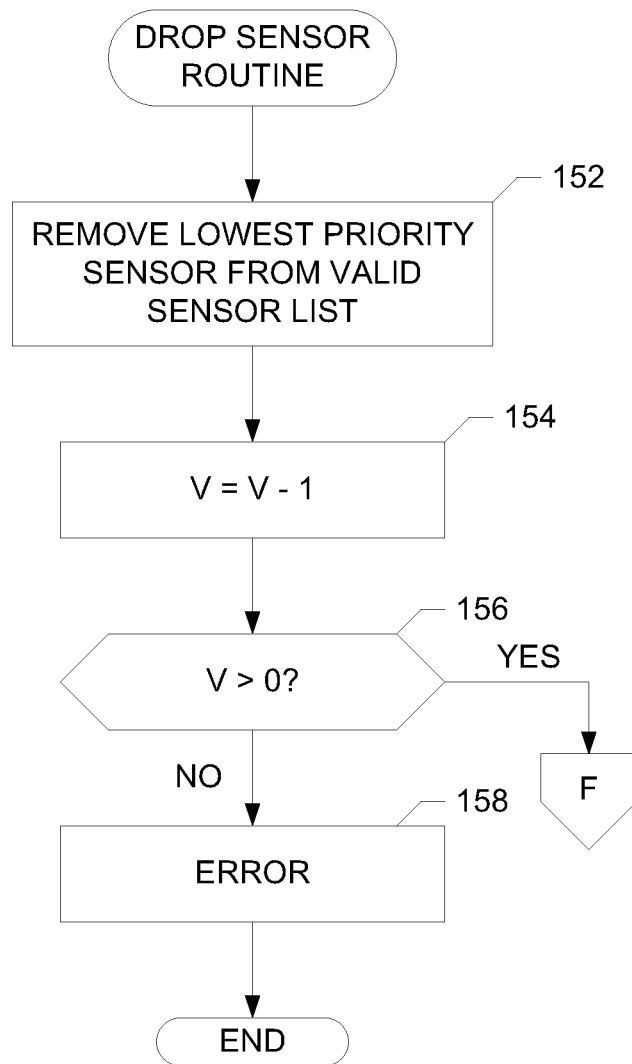 DROP SENSOR
ROUTINE
152
REMOVE LOWEST PRIORITY
SENSOR FROM VALID
SENSOR LIST
154
V = V - 1
156
V > 0?
YES
F
NO
158
ERROR
END